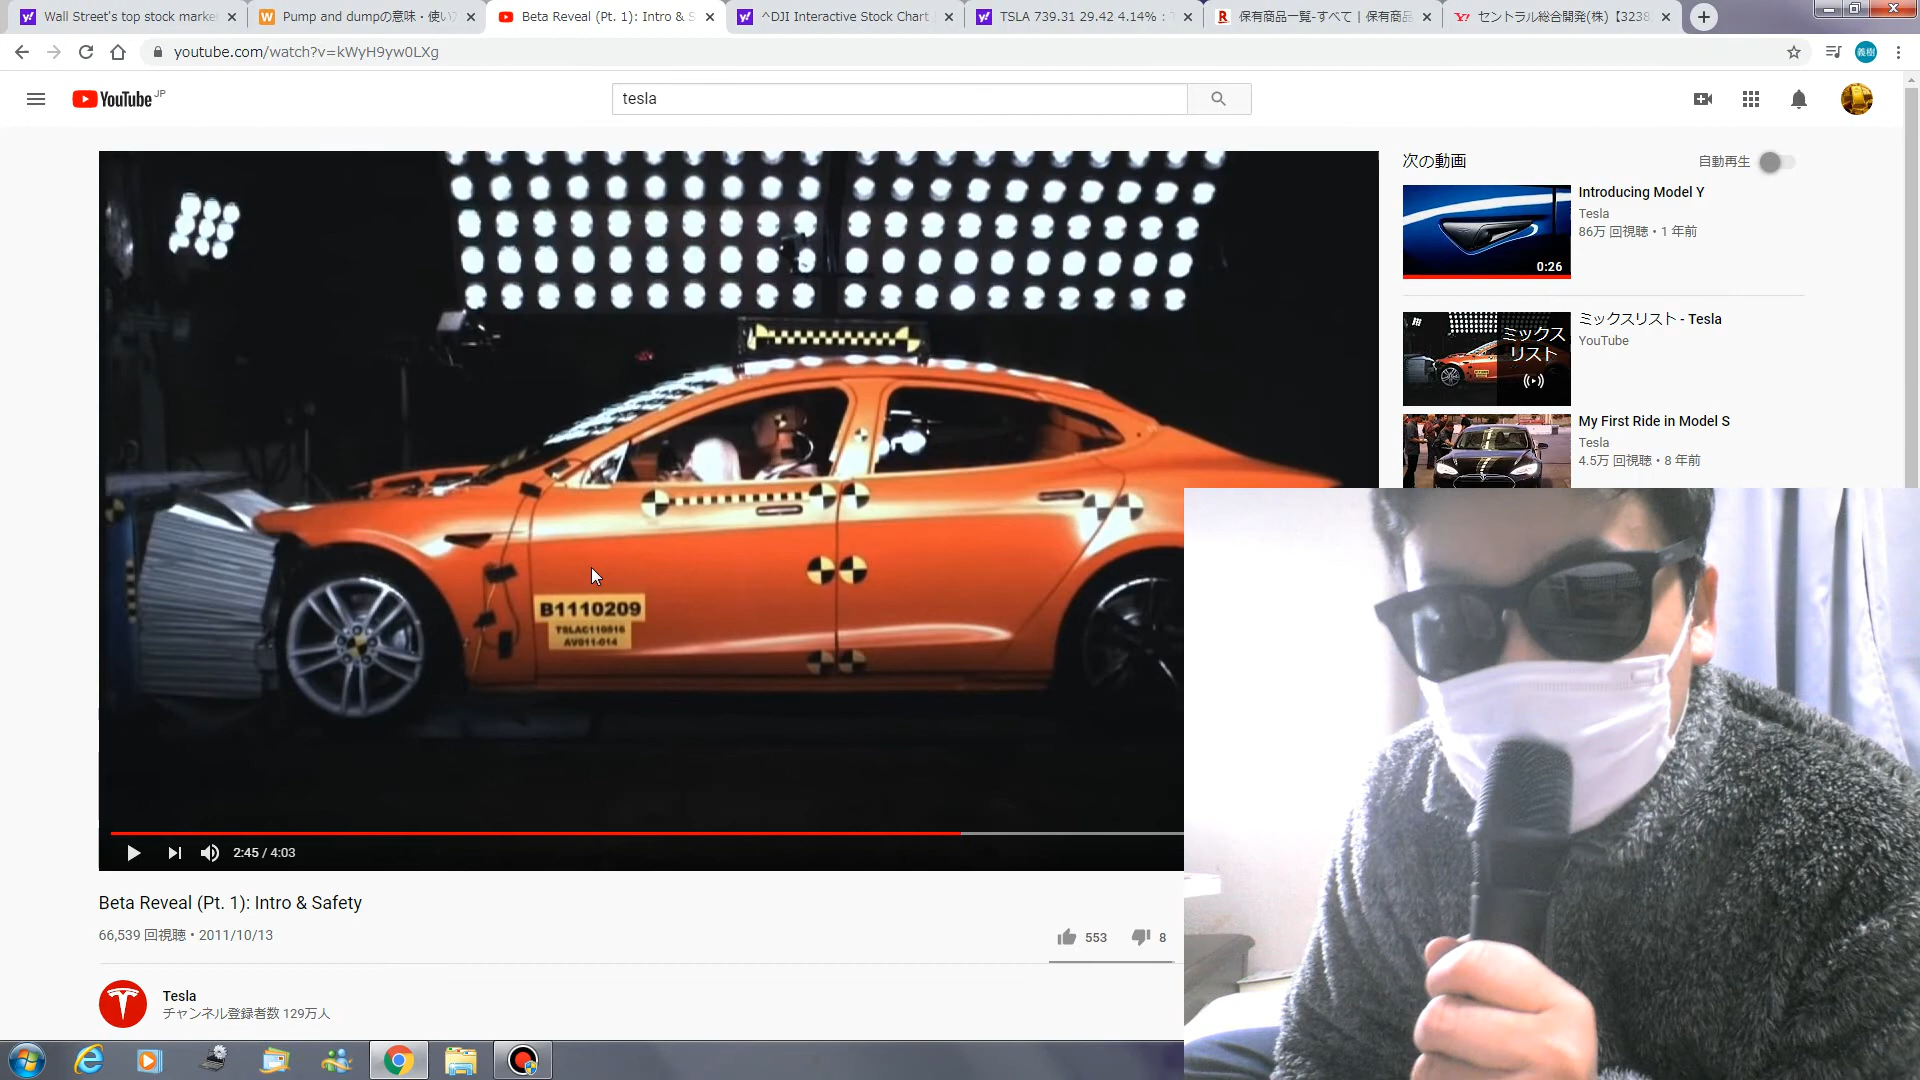 Wall Street's top stock marke
Pump and dumpの意味・使い方
Beta Reveal (Pt. 1): Intro & S
^DJI Interactive Stock Chart
TSLA 739.31 29.42 4.14% : T
保有商品一覧-すべて | 保有商品
セントラル総合開発(株)【3238
youtube.com/watch?v=kWyH9yw0LXg
義樹
YouTube JP
tesla
次の動画
自動再生
Introducing Model Y
Tesla
86万 回視聴・1 年前
0:26
ミックスリスト - Tesla
YouTube
ミックス
リスト
My First Ride in Model S
Tesla
4.5万 回視聴・8 年前
B1110209
TSLAC110816
AV011-014
2:45 / 4:03
Beta Reveal (Pt. 1): Intro & Safety
66,539 回視聴・2011/10/13
553
8
Tesla
チャンネル登録者数 129万人